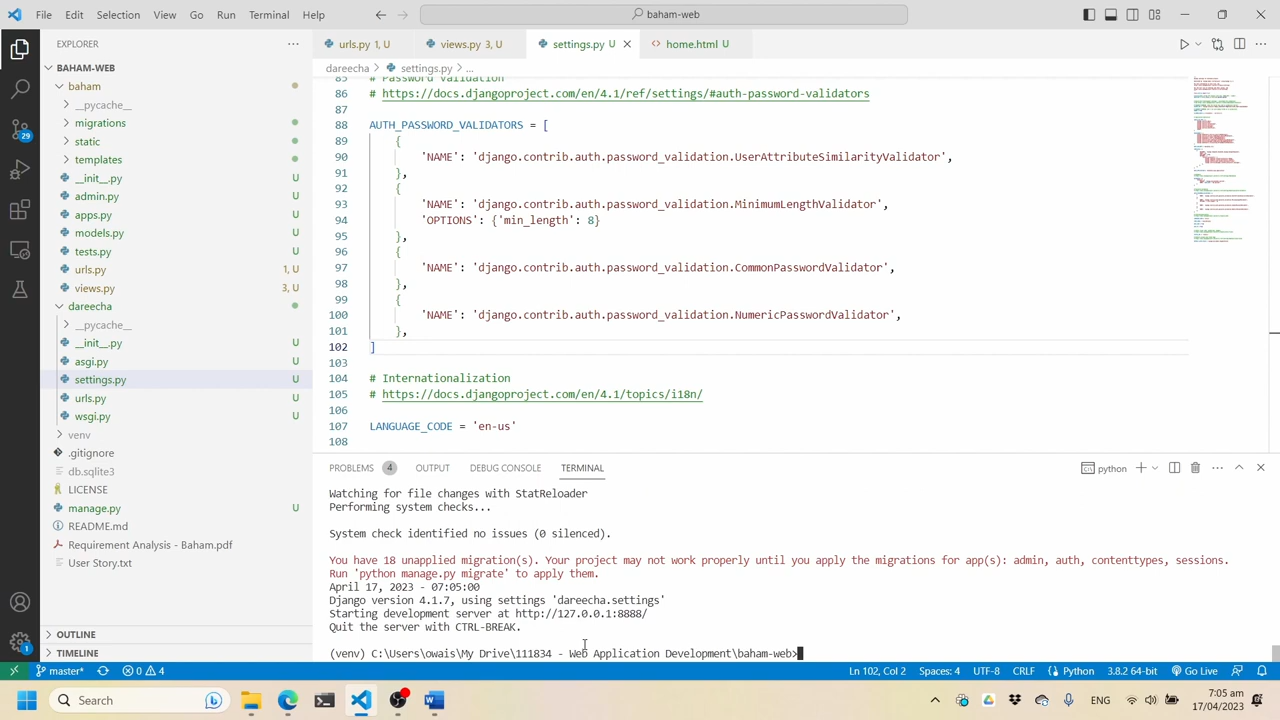 File Edit Selection View Go Run Terminal Help
baham-web
EXPLORER
urls.py 1, U
views.py 3, U
settings.py U
home.html U
BAHAM-WEB
baham
__pycache__
migrations
static
templates
__init__.py U
admin.py U
apps.py U
models.py U
tests.py U
urls.py 1, U
views.py 3, U
dareecha
__pycache__
__init__.py U
asgi.py U
settings.py U
urls.py U
wsgi.py U
venv
.gitignore
db.sqlite3
LICENSE
manage.py U
README.md
Requirement Analysis - Baham.pdf
User Story.txt
OUTLINE
TIMELINE
29
1
dareecha > settings.py > ...
85 # Password validation
86 # https://docs.djangoproject.com/en/4.1/ref/settings/#auth-password-validators
87
88 AUTH_PASSWORD_VALIDATORS = [
89 {
90 'NAME': 'django.contrib.auth.password_validation.UserAttributeSimilarityValidator',
91 },
92 {
93 'NAME': 'django.contrib.auth.password_validation.MinimumLengthValidator',
94 'OPTIONS': {'min_length': 8}
95 },
96 {
97 'NAME': 'django.contrib.auth.password_validation.CommonPasswordValidator',
98 },
99 {
100 'NAME': 'django.contrib.auth.password_validation.NumericPasswordValidator',
101 },
102 ]
103
104 # Internationalization
105 # https://docs.djangoproject.com/en/4.1/topics/i18n/
106
107 LANGUAGE_CODE = 'en-us'
108
PROBLEMS 4 OUTPUT DEBUG CONSOLE TERMINAL
python
Watching for file changes with StatReloader
Performing system checks...
System check identified no issues (0 silenced).
You have 18 unapplied migration(s). Your project may not work properly until you apply the migrations for app(s): admin, auth, contenttypes, sessions.
Run 'python manage.py migrate' to apply them.
April 17, 2023 - 07:05:00
Django version 4.1.7, using settings 'dareecha.settings'
Starting development server at http://127.0.0.1:8888/
Quit the server with CTRL-BREAK.
(venv) C:\Users\owais\My Drive\111834 - Web Application Development\baham-web>
master* 0 4
Ln 102, Col 2 Spaces: 4 UTF-8 CRLF Python 3.8.2 64-bit Go Live
Search
ENG
7:05 am
17/04/2023